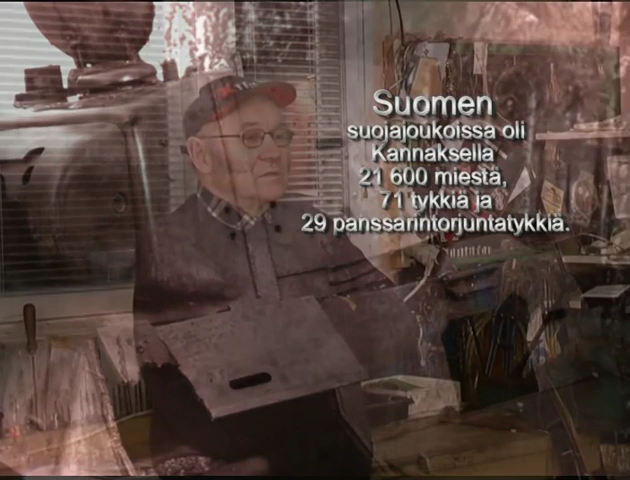 Suomen
suojajoukoissa oli
Kannaksella
21 600 miestä,
71 tykkiä ja
29 panssarintorjuntatykkiä.